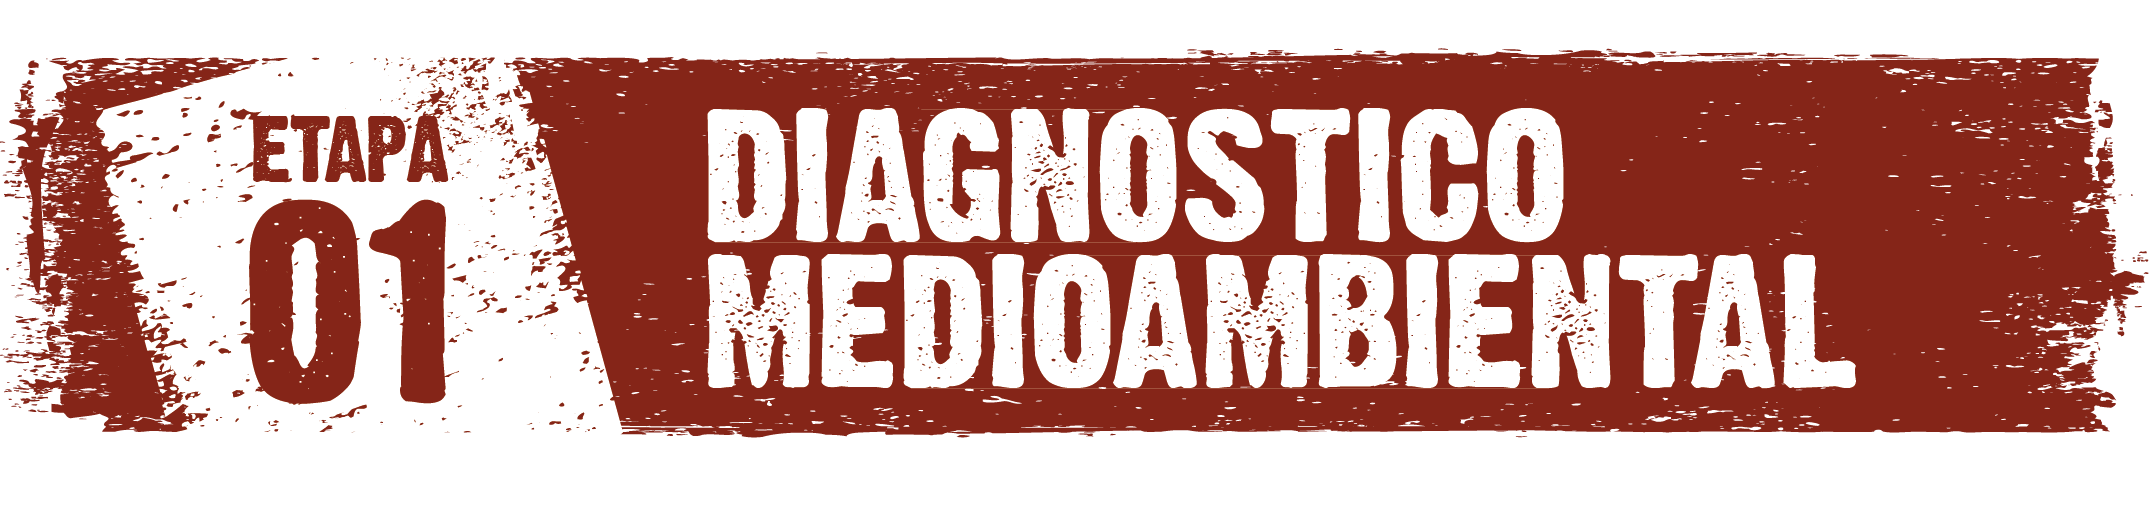 ETAPA
01
DIAGNOSTICO
MEDIOAMBIENTAL